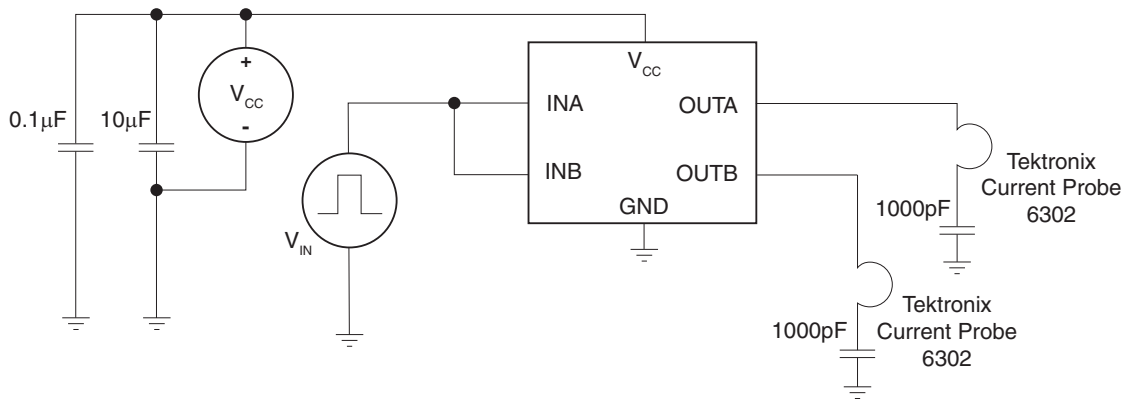 V_CC
+
V_CC
-
0.1µF
10µF
INA
OUTA
INB
OUTB
GND
V_IN
Tektronix
Current Probe
6302
1000pF
Tektronix
Current Probe
6302
1000pF